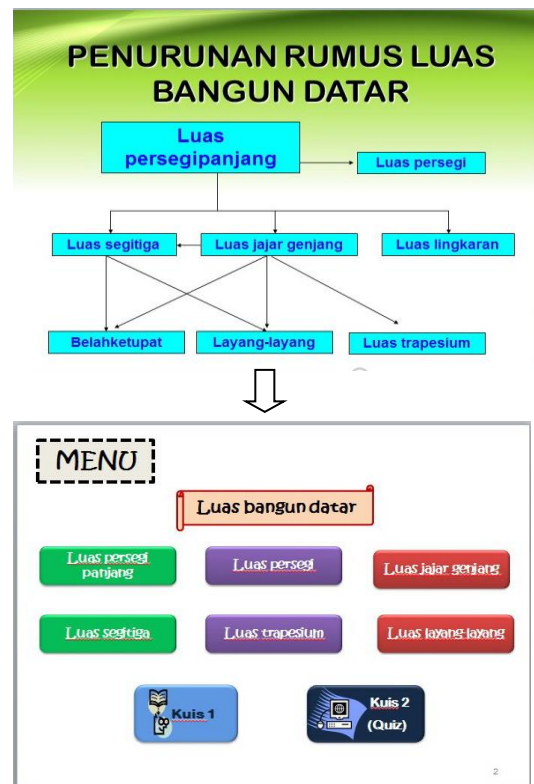 PENURUNAN RUMUS LUAS
BANGUN DATAR
Luas
persegipanjang
Luas persegi
Luas segitiga
Luas jajar genjang
Luas lingkaran
Belahketupat
Layang-layang
Luas trapesium
MENU
Luas bangun datar
Luas persegi
panjang
Luas persegi
Luas jajar genjang
Luas segitiga
Luas trapesium
Luas layang-layang
Kuis 1
Kuis 2
(Quiz)
2